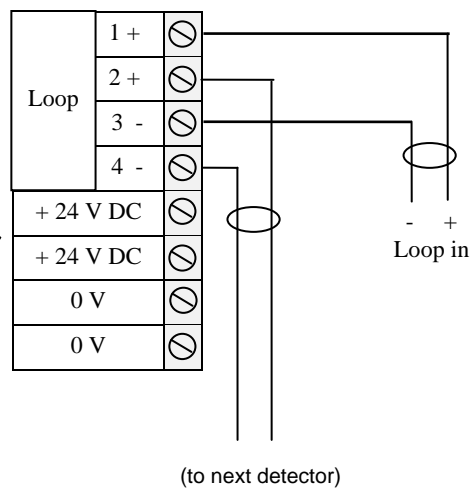 Loop
1 +
2 +
3 -
4 -
+ 24 V DC
+ 24 V DC
0 V
0 V
- +
Loop in
(to next detector)